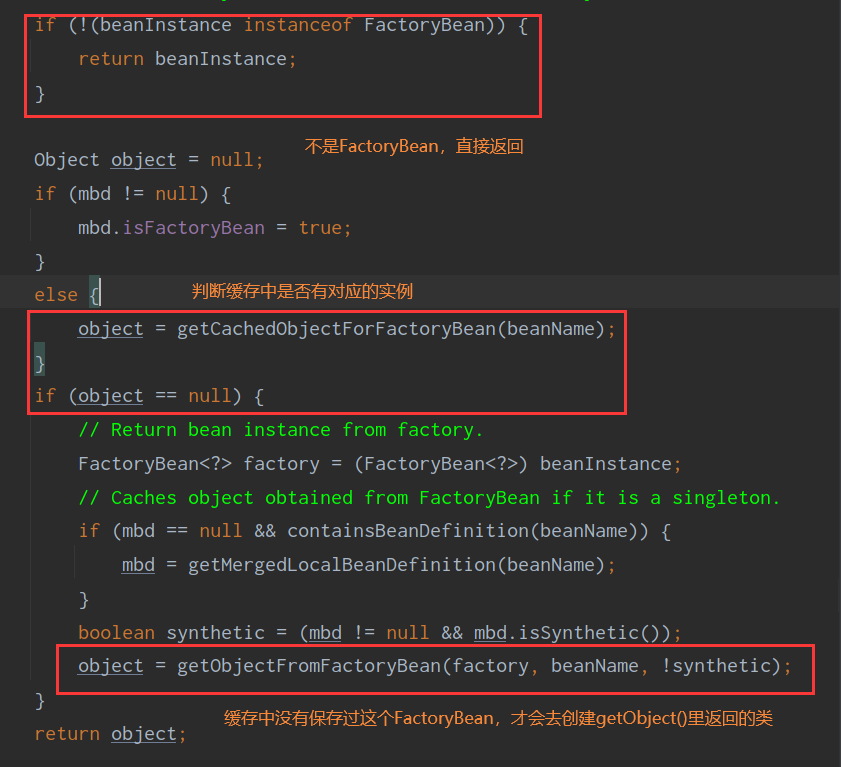 if (!(beanInstance instanceof FactoryBean)) {
return beanInstance;
}
不是FactoryBean，直接返回
Object object = null;
if (mbd != null) {
mbd.isFactoryBean = true;
}
else {
判断缓存中是否有对应的实例
object = getCachedObjectForFactoryBean(beanName);
}
if (object == null) {
// Return bean instance from factory.
FactoryBean<?> factory = (FactoryBean<?>) beanInstance;
// Caches object obtained from FactoryBean if it is a singleton.
if (mbd == null && containsBeanDefinition(beanName)) {
mbd = getMergedLocalBeanDefinition(beanName);
}
boolean synthetic = (mbd != null && mbd.isSynthetic());
object = getObjectFromFactoryBean(factory, beanName, !synthetic);
}
缓存中没有保存过这个FactoryBean，才会去创建getObject()里返回的类
return object;